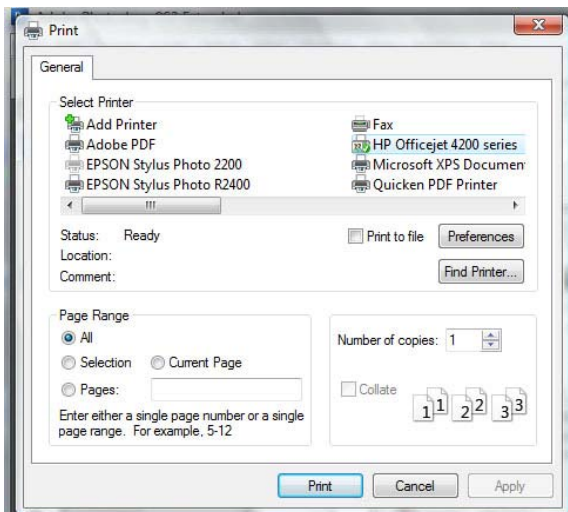 Print
General
Select Printer
Add Printer
Adobe PDF
EPSON Stylus Photo 2200
EPSON Stylus Photo R2400
Fax
HP Officejet 4200 series
Microsoft XPS Documen
Quicken PDF Printer
Status: Ready
Location:
Comment:
Print to file
Preferences
Find Printer...
Page Range
All
Selection
Current Page
Pages:
Enter either a single page number or a single
page range. For example, 5-12
Number of copies: 1
Collate
1 1 2 2 3 3
Print
Cancel
Apply